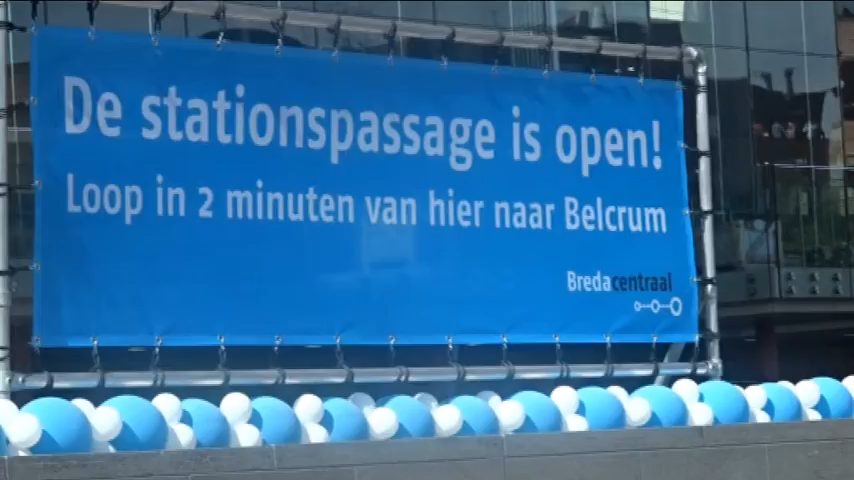 De stationspassage is open!
Loop in 2 minuten van hier naar Belcrum
Bredacentraal